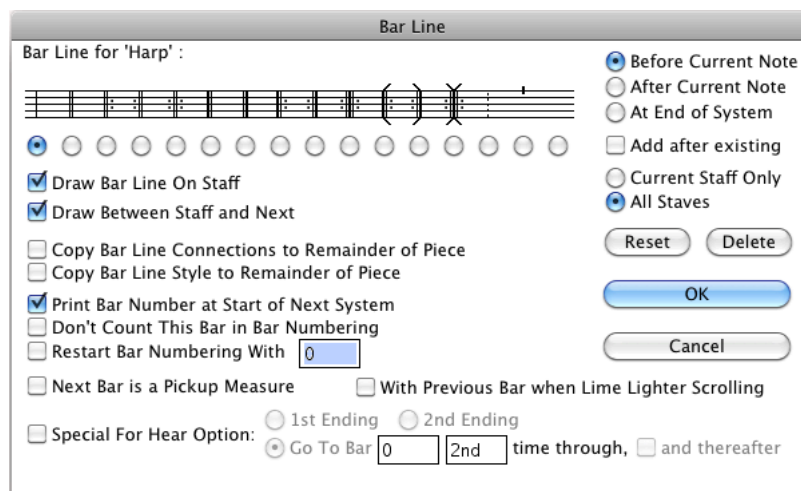 Bar Line
Bar Line for 'Harp' :
Before Current Note
After Current Note
At End of System
Add after existing
Current Staff Only
All Staves
Reset Delete
OK
Cancel
Draw Bar Line On Staff
Draw Between Staff and Next
Copy Bar Line Connections to Remainder of Piece
Copy Bar Line Style to Remainder of Piece
Print Bar Number at Start of Next System
Don't Count This Bar in Bar Numbering
Restart Bar Numbering With 0
Next Bar is a Pickup Measure With Previous Bar when Lime Lighter Scrolling
Special For Hear Option: 1st Ending 2nd Ending
Go To Bar 0 2nd time through, and thereafter